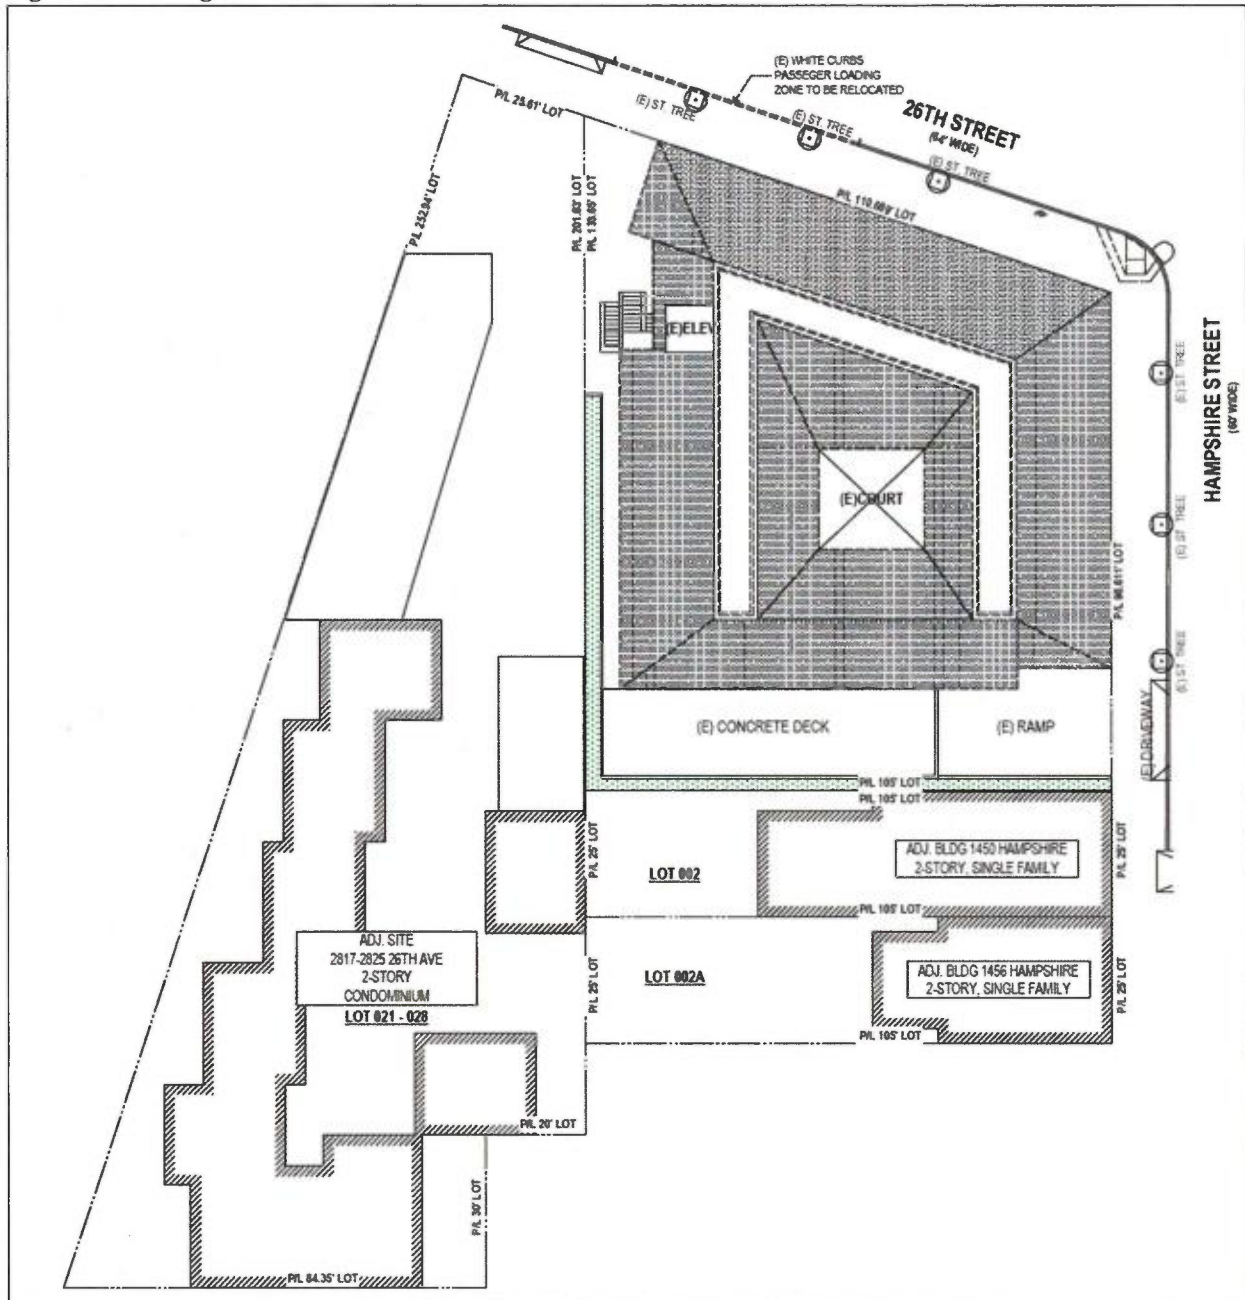 (E) WHITE CURBS
PASSEGER LOADING
ZONE TO BE RELOCATED
P/L 25.61' LOT
(E) ST. TREE
(E) ST. TREE
26TH STREET
(E) ST. TREE
P/L 252.94' LOT
P/L 201.83' LOT
P/L 110.089' LOT
HAMPSHIRE STREET
(60' WIDE)
(E)ELEV
(E) ST. TREE
(E)COURT
(E) ST. TREE
(E) ST. TREE
(E) CONCRETE DECK
(E) RAMP
(E) DRIVEWAY
P/L 105' LOT
P/L 105' LOT
P/L 25' LOT
LOT 002
ADJ. BLDG 1450 HAMPSHIRE
2-STORY, SINGLE FAMILY
P/L 25' LOT
P/L 105' LOT
ADJ. SITE
2817-2825 26TH AVE
2-STORY
CONDOMINIUM
LOT 021 - 028
P/L 25' LOT
LOT 002A
ADJ. BLDG 1456 HAMPSHIRE
2-STORY, SINGLE FAMILY
P/L 25' LOT
P/L 105' LOT
P/L 20' LOT
P/L 30' LOT
P/L 84.35' LOT